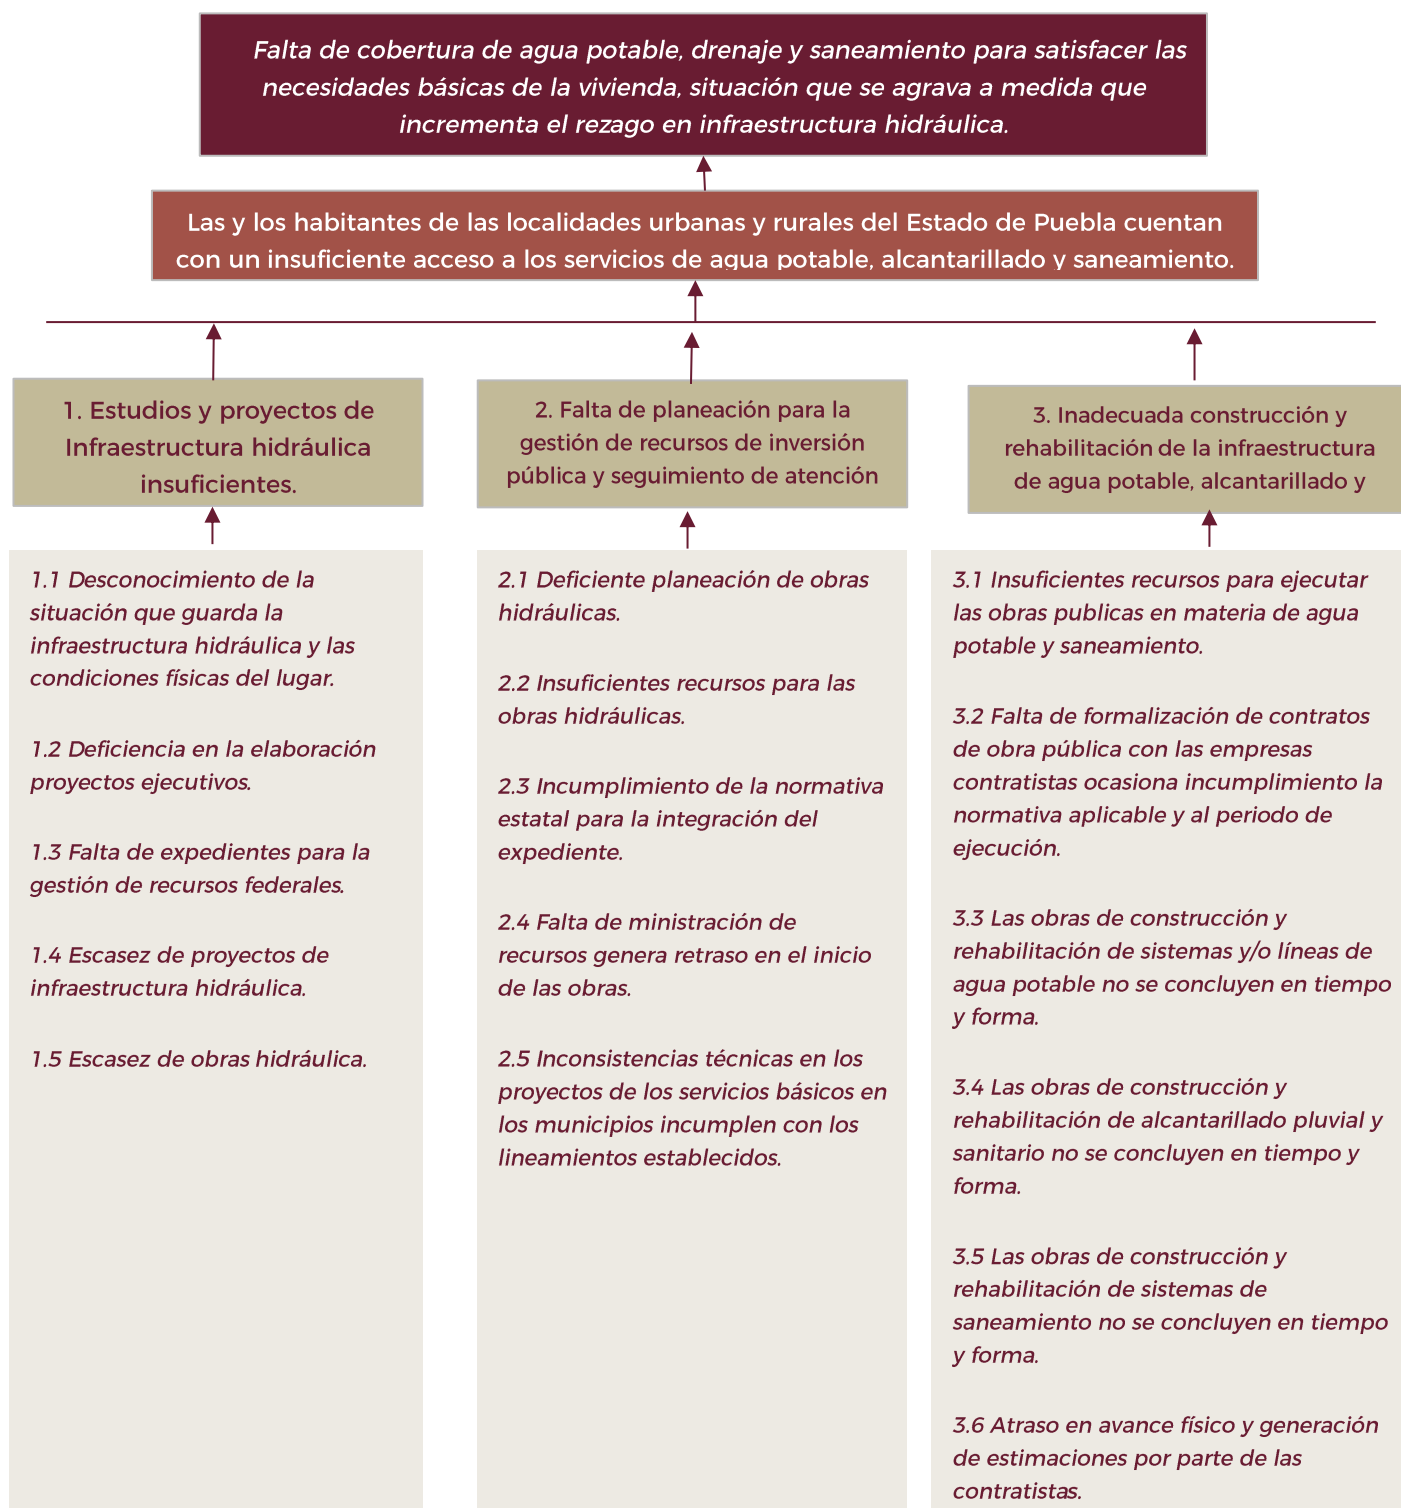 Falta de cobertura de agua potable, drenaje y saneamiento para satisfacer las
necesidades básicas de la vivienda, situación que se agrava a medida que
incrementa el rezago en infraestructura hidráulica.
Las y los habitantes de las localidades urbanas y rurales del Estado de Puebla cuentan
con un insuficiente acceso a los servicios de agua potable, alcantarillado y saneamiento.
1. Estudios y proyectos de
Infraestructura hidráulica
insuficientes.
2. Falta de planeación para la
gestión de recursos de inversión
pública y seguimiento de atención
3. Inadecuada construcción y
rehabilitación de la infraestructura
de agua potable, alcantarillado y
1.1 Desconocimiento de la
situación que guarda la
infraestructura hidráulica y las
condiciones físicas del lugar.
1.2 Deficiencia en la elaboración
proyectos ejecutivos.
1.3 Falta de expedientes para la
gestión de recursos federales.
1.4 Escasez de proyectos de
infraestructura hidráulica.
1.5 Escasez de obras hidráulica.
2.1 Deficiente planeación de obras
hidráulicas.
2.2 Insuficientes recursos para las
obras hidráulicas.
2.3 Incumplimiento de la normativa
estatal para la integración del
expediente.
2.4 Falta de ministración de
recursos genera retraso en el inicio
de las obras.
2.5 Inconsistencias técnicas en los
proyectos de los servicios básicos en
los municipios incumplen con los
lineamientos establecidos.
3.1 Insuficientes recursos para ejecutar
las obras publicas en materia de agua
potable y saneamiento.
3.2 Falta de formalización de contratos
de obra pública con las empresas
contratistas ocasiona incumplimiento la
normativa aplicable y al periodo de
ejecución.
3.3 Las obras de construcción y
rehabilitación de sistemas y/o líneas de
agua potable no se concluyen en tiempo
y forma.
3.4 Las obras de construcción y
rehabilitación de alcantarillado pluvial y
sanitario no se concluyen en tiempo y
forma.
3.5 Las obras de construcción y
rehabilitación de sistemas de
saneamiento no se concluyen en tiempo
y forma.
3.6 Atraso en avance físico y generación
de estimaciones por parte de las
contratistas.